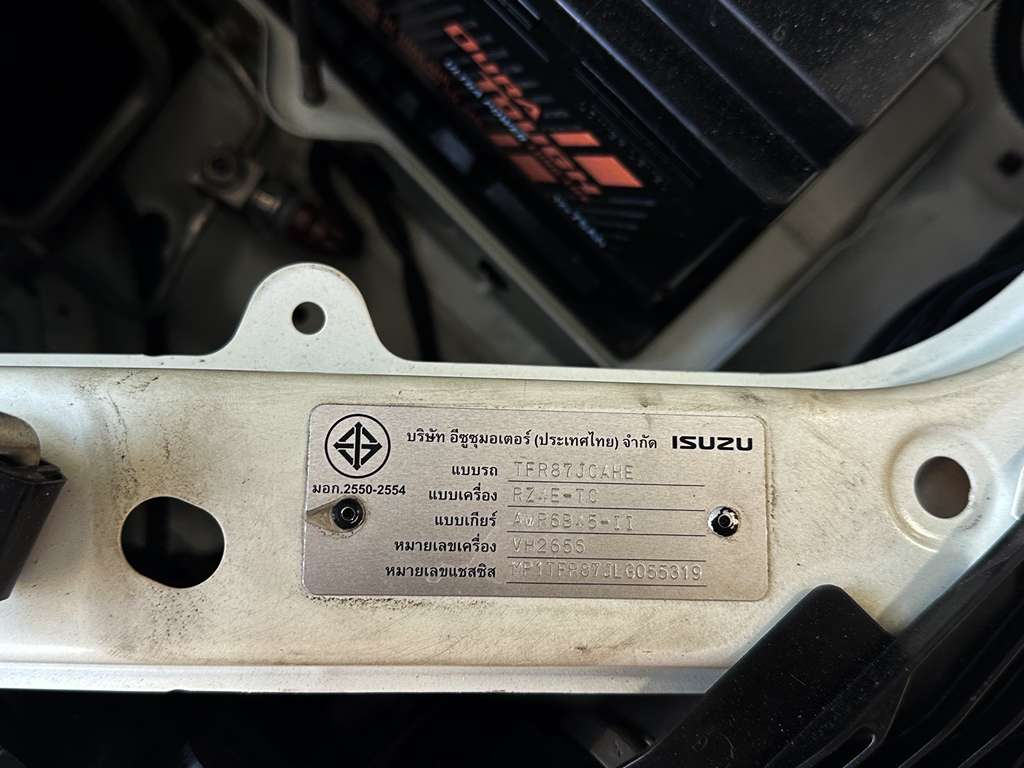 DURA
TOUGH
ULTRA POWER
บริษัท อีซูซุมอเตอร์ (ประเทศไทย) จำกัด ISUZU
มอก.2550-2554
แบบรถ TFR87JCAHE
แบบเครื่อง RZ4E-TC
แบบเกียร์
หมายเลขเครื่อง VH2656
หมายเลขแชสซิส MP1TFR87JLG055319